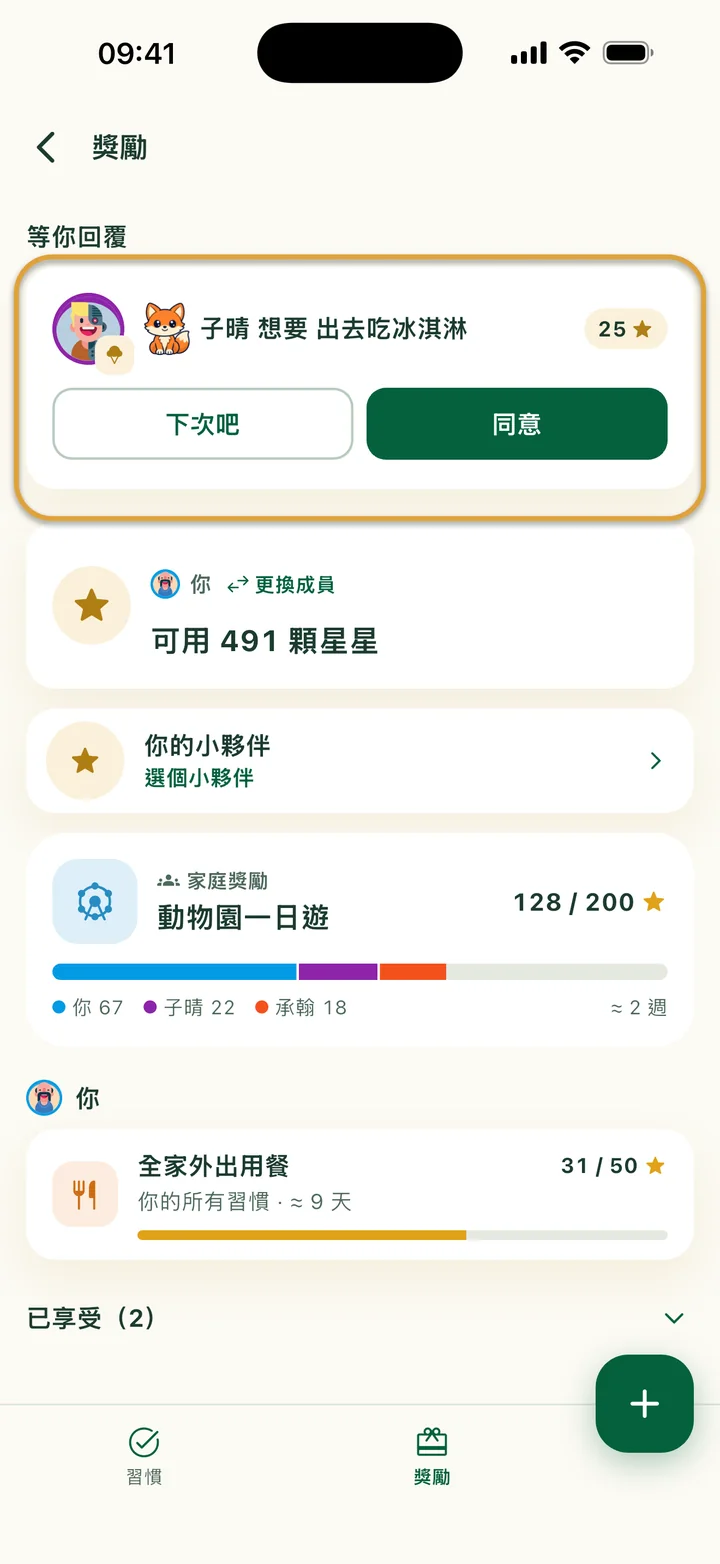 09:41
獎勵
等你回覆
子晴 想要 出去吃冰淇淋
25
下次吧
同意
你 更換成員
可用 491 顆星星
你的小夥伴
選個小夥伴
家庭獎勵
動物園一日遊
128 / 200
你 67 子晴 22 承翰 18 ≈ 2 週
你
全家外出用餐
31 / 50
你的所有習慣 · ≈ 9 天
已享受（2）
習慣
獎勵